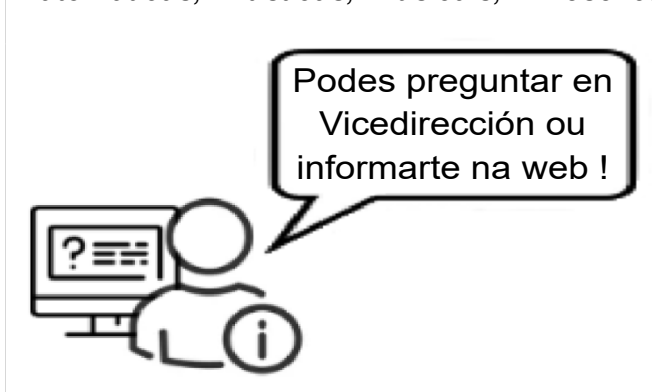 Podes preguntar en
Vicedirección ou
informarte na web !
?
i